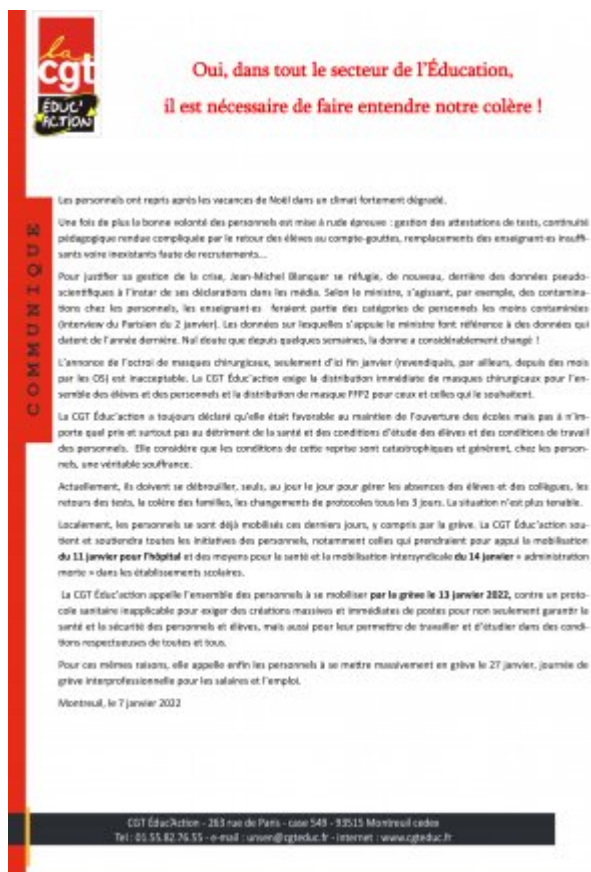 la
cgt
ÉDUC'
ACTION
Oui, dans tout le secteur de l'Éducation,
il est nécessaire de faire entendre notre colère !
COMMUNIQUE
Les personnels ont repris après les vacances de Noël dans un climat fortement dégradé.
Une fois de plus la bonne volonté des personnels est mise à rude épreuve : gestion des attestations de tests, continuité
pédagogique rendue compliquée par le retour des élèves au compte-gouttes, remplacements des enseignant·es insuffi-
sants voire inexistants faute de recrutements...
Pour justifier sa gestion de la crise, Jean-Michel Blanquer se réfugie, de nouveau, derrière des données pseudo-
scientifiques à l'instar de ses déclarations dans les média. Selon le ministre, s'agissant, par exemple, des contamina-
tions chez les personnels, les enseignant·es feraient partie des catégories de personnels les moins contaminées
(interview du Parisien du 2 janvier). Les données sur lesquelles s'appuie le ministre font référence à des données qui
datent de l'année dernière. Nul doute que depuis quelques semaines, la donne a considérablement changé !
L'annonce de l'octroi de masques chirurgicaux, seulement d'ici fin janvier (revendiqués, par ailleurs, depuis des mois
par les OS) est inacceptable. La CGT Éduc'action exige la distribution immédiate de masques chirurgicaux pour l'en-
semble des élèves et des personnels et la distribution de masque FFP2 pour ceux et celles qui le souhaitent.
La CGT Éduc'action a toujours déclaré qu'elle était favorable au maintien de l'ouverture des écoles mais pas à n'im-
porte quel prix et surtout pas au détriment de la santé et des conditions d'étude des élèves et des conditions de travail
des personnels. Elle considère que les conditions de cette reprise sont catastrophiques et génèrent, chez les person-
nels, une véritable souffrance.
Actuellement, ils doivent se débrouiller, seuls, au jour le jour pour gérer les absences des élèves et des collègues, les
retours des tests, la colère des familles, les changements de protocoles tous les 3 jours. La situation n'est plus tenable.
Localement, les personnels se sont déjà mobilisés ces derniers jours, y compris par la grève. La CGT Éduc'action sou-
tient et soutiendra toutes les initiatives des personnels, notamment celles qui prendraient pour appui la mobilisation
du 11 janvier pour l'hôpital et des moyens pour la santé et la mobilisation intersyndicale du 14 janvier « administration
morte » dans les établissements scolaires.
La CGT Éduc'action appelle l'ensemble des personnels à se mobiliser par la grève le 13 janvier 2022, contre un proto-
cole sanitaire inapplicable pour exiger des créations massives et immédiates de postes pour non seulement garantir la
santé et la sécurité des personnels et élèves, mais aussi pour leur permettre de travailler et d'étudier dans des condi-
tions respectueuses de toutes et tous.
Pour ces mêmes raisons, elle appelle enfin les personnels à se mettre massivement en grève le 27 janvier, journée de
grève interprofessionnelle pour les salaires et l'emploi.
Montreuil, le 7 janvier 2022
CGT Éduc'Action - 263 rue de Paris - case 549 - 93515 Montreuil cedex
Tel : 01.55.82.76.55 - e-mail : unsen@cgteduc.fr - internet : www.cgteduc.fr